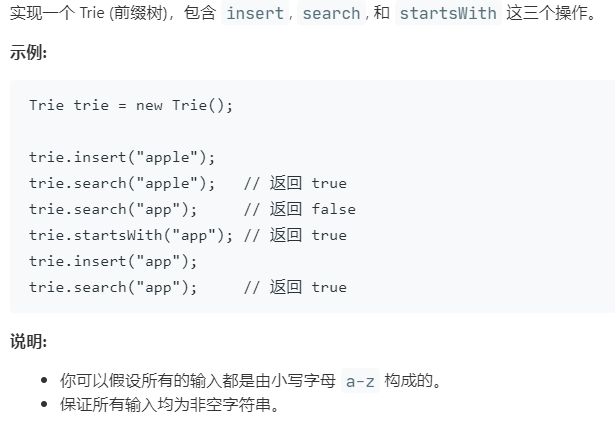 实现一个 Trie (前缀树)，包含 insert, search, 和 startsWith 这三个操作。
示例:
Trie trie = new Trie();
trie.insert("apple");
trie.search("apple");   // 返回 true
trie.search("app");     // 返回 false
trie.startsWith("app"); // 返回 true
trie.insert("app");
trie.search("app");     // 返回 true
说明:
• 你可以假设所有的输入都是由小写字母 a-z 构成的。
• 保证所有输入均为非空字符串。